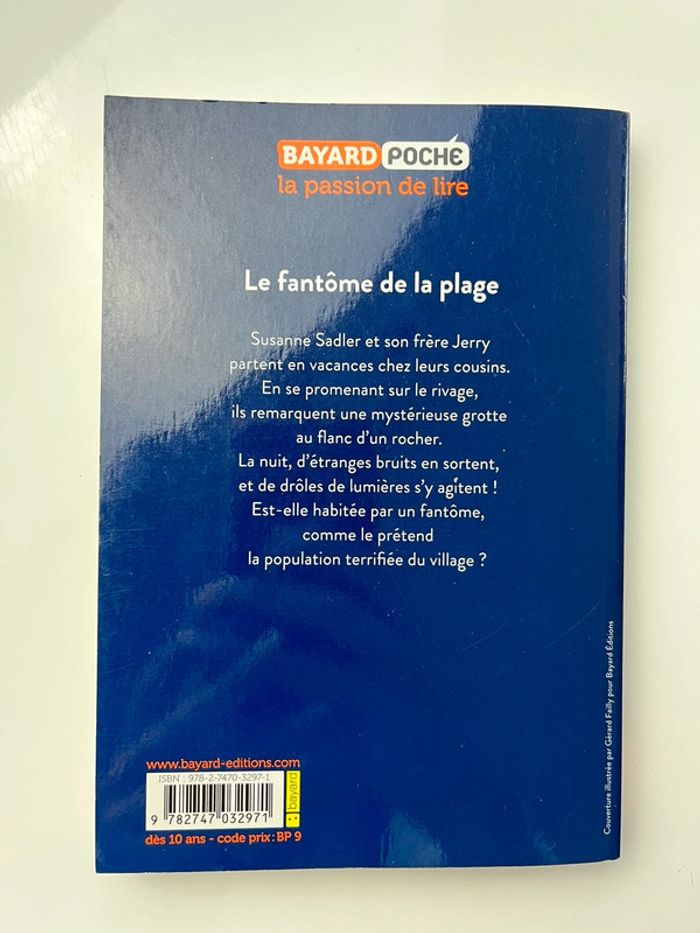 BAYARD POCHE
la passion de lire
Le fantôme de la plage
Susanne Sadler et son frère Jerry
partent en vacances chez leurs cousins.
En se promenant sur le rivage,
ils remarquent une mystérieuse grotte
au flanc d'un rocher.
La nuit, d'étranges bruits en sortent,
et de drôles de lumières s'y agitent !
Est-elle habitée par un fantôme,
comme le prétend
la population terrifiée du village ?
Couverture illustrée par Gérard Failly pour Bayard Éditions
www.bayard-editions.com
ISBN : 978-2-7470-3297-1
bayard
9 782747 032971
dès 10 ans - code prix : BP 9